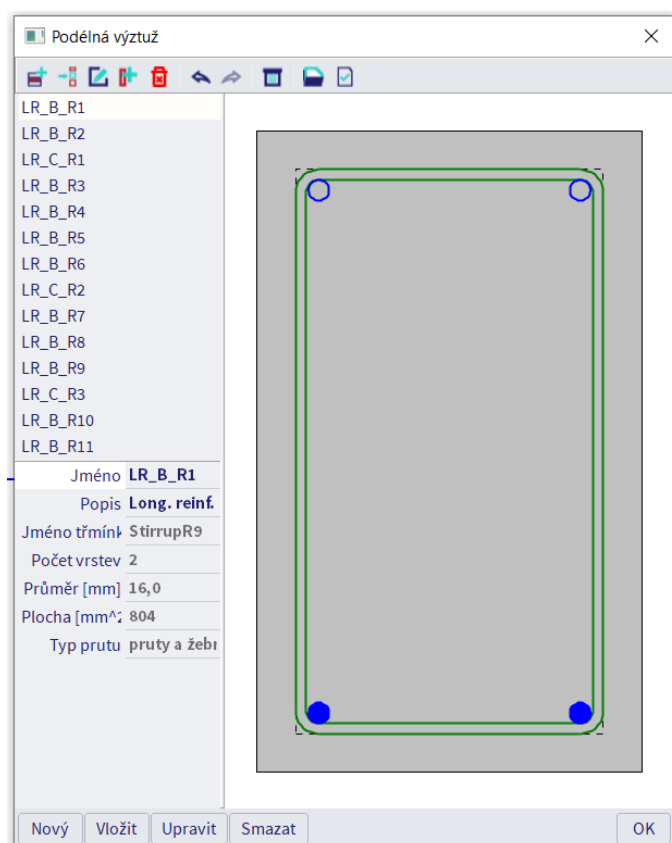 Podélná výztuž
LR_B_R1
LR_B_R2
LR_C_R1
LR_B_R3
LR_B_R4
LR_B_R5
LR_B_R6
LR_C_R2
LR_B_R7
LR_B_R8
LR_B_R9
LR_C_R3
LR_B_R10
LR_B_R11
Jméno LR_B_R1
Popis Long. reinf.
Jméno třmínk StirrupR9
Počet vrstev 2
Průměr [mm] 16,0
Plocha [mm^2 804
Typ prutu pruty a žebr
Nový Vložit Upravit Smazat OK